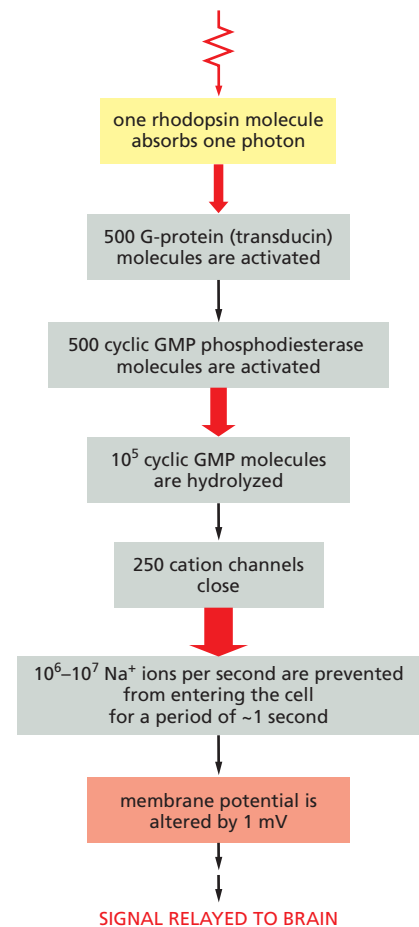 one rhodopsin molecule
absorbs one photon
500 G-protein (transducin)
molecules are activated
500 cyclic GMP phosphodiesterase
molecules are activated
10⁵ cyclic GMP molecules
are hydrolyzed
250 cation channels
close
10⁶–10⁷ Na⁺ ions per second are prevented
from entering the cell
for a period of ~1 second
membrane potential is
altered by 1 mV
SIGNAL RELAYED TO BRAIN